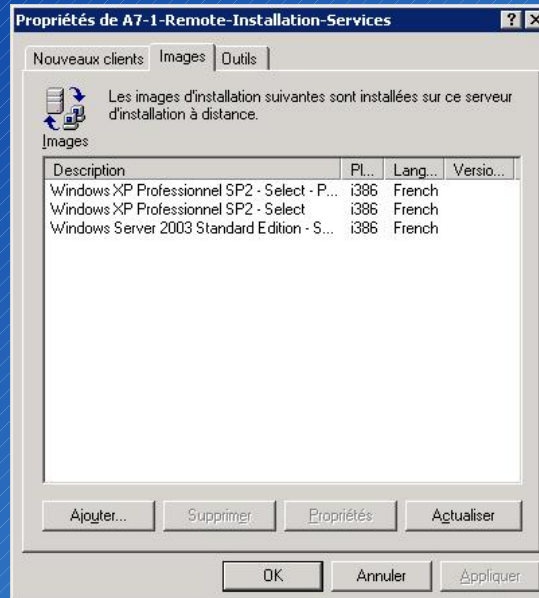 Propriétés de A7-1-Remote-Installation-Services
Nouveaux clients Images Outils
Les images d'installation suivantes sont installées sur ce serveur
d'installation à distance.
Images
Description Pl... Lang... Versio...
Windows XP Professionnel SP2 - Select - P... i386 French
Windows XP Professionnel SP2 - Select i386 French
Windows Server 2003 Standard Edition - S... i386 French
Ajouter... Supprimer Propriétés Actualiser
OK Annuler Appliquer